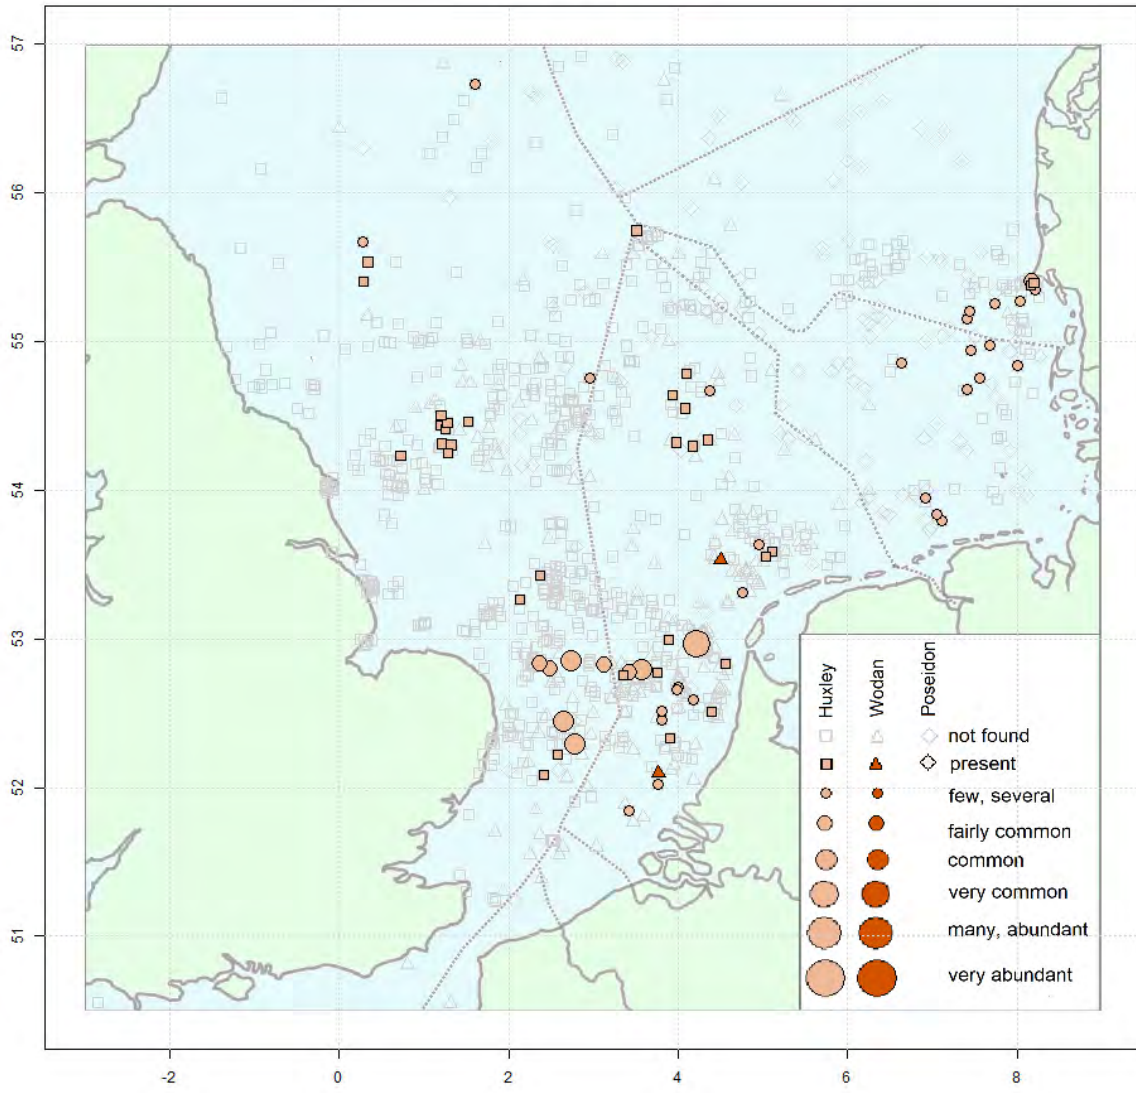 57
56
55
54
53
52
51
-2
0
2
4
6
8
Huxley
Wodan
Poseidon
not found
present
few, several
fairly common
common
very common
many, abundant
very abundant